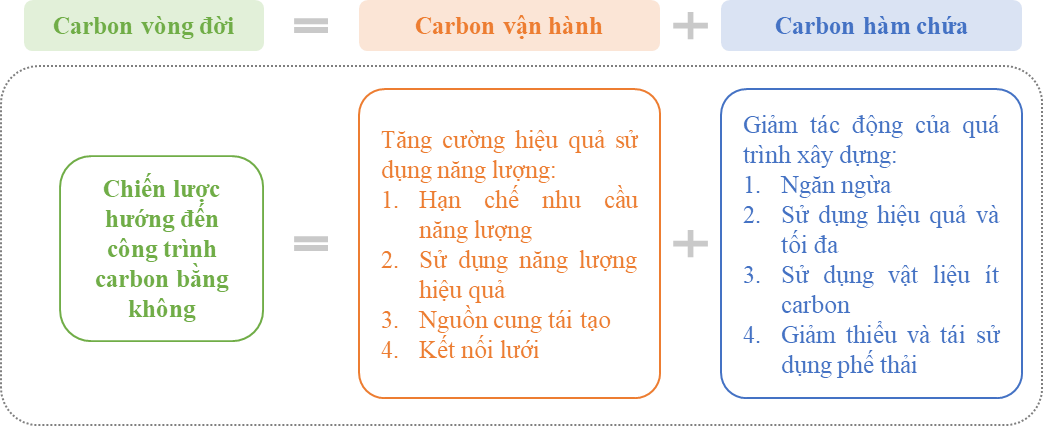 Carbon vòng đời = Carbon vận hành + Carbon hàm chứa
Chiến lược
hướng đến
công trình
carbon bằng
không
=
Tăng cường hiệu quả sử
dụng năng lượng:
1. Hạn chế nhu cầu
năng lượng
2. Sử dụng năng lượng
hiệu quả
3. Nguồn cung tái tạo
4. Kết nối lưới
+
Giảm tác động của quá
trình xây dựng:
1. Ngăn ngừa
2. Sử dụng hiệu quả và
tối đa
3. Sử dụng vật liệu ít
carbon
4. Giảm thiểu và tái sử
dụng phế thải